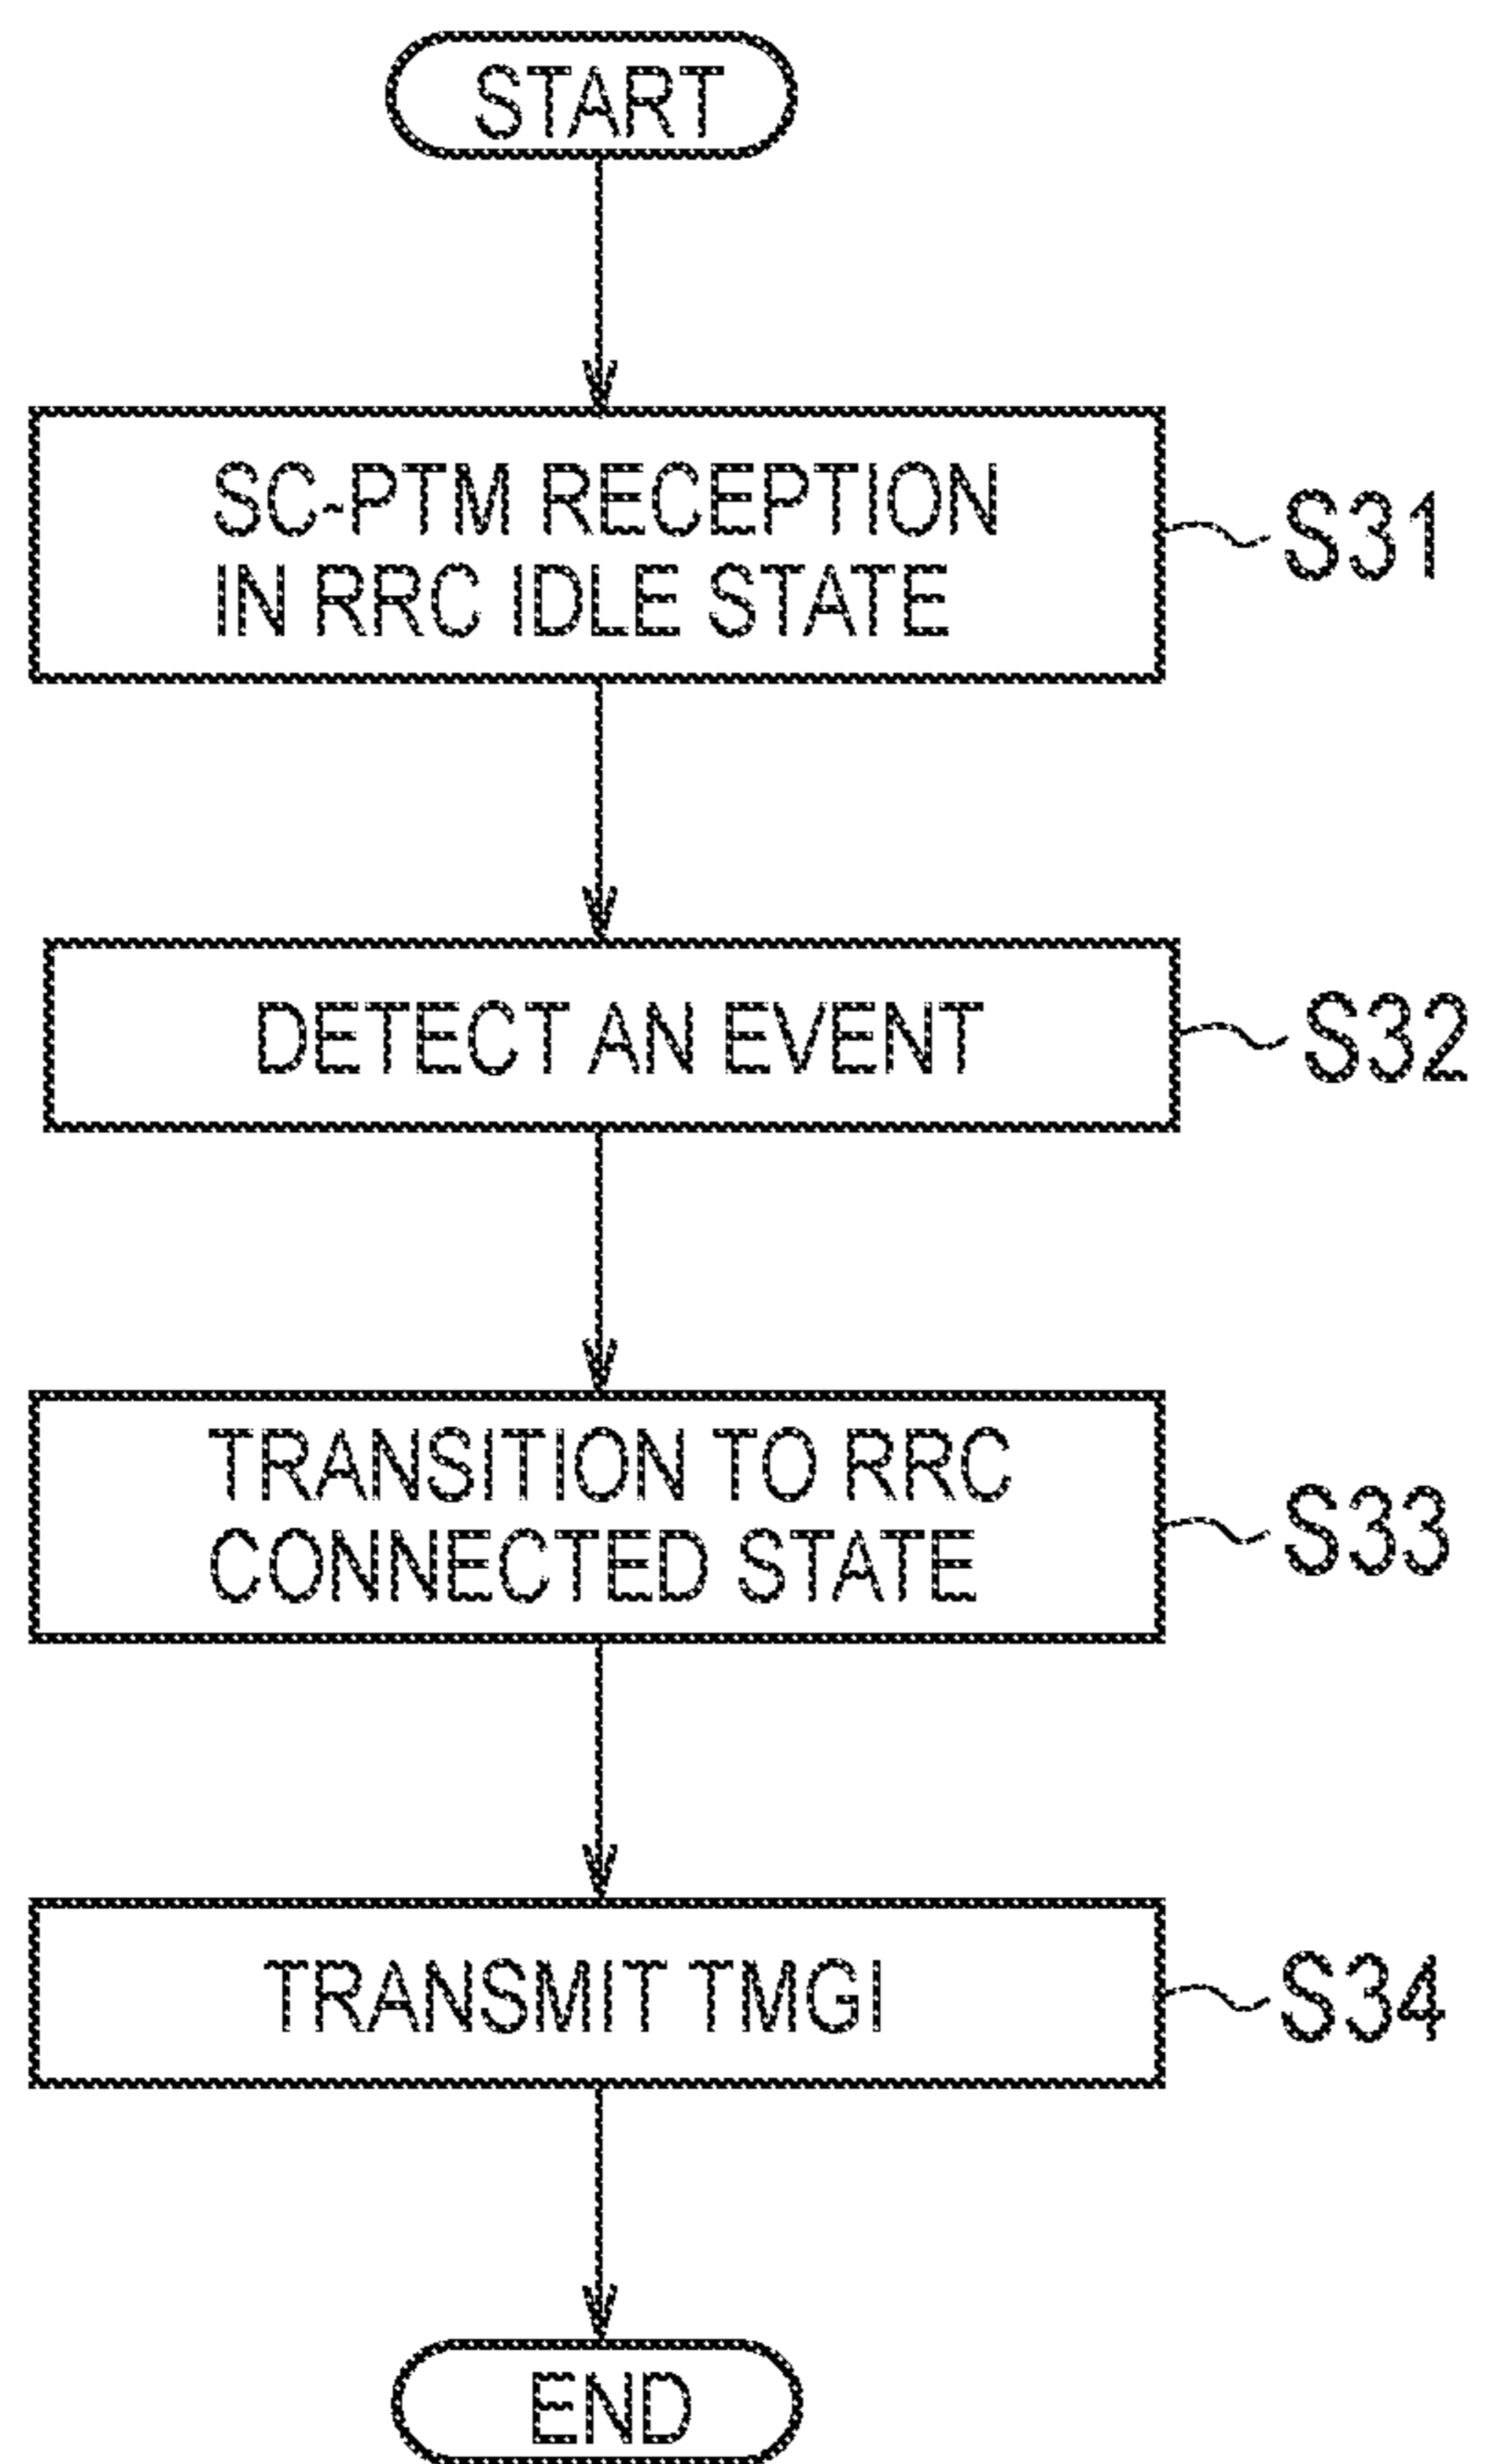 START
SC-PTM RECEPTION
IN RRC IDLE STATE
S31
DETECT AN EVENT
S32
TRANSITION TO RRC
CONNECTED STATE
S33
TRANSMIT TMGI
S34
END